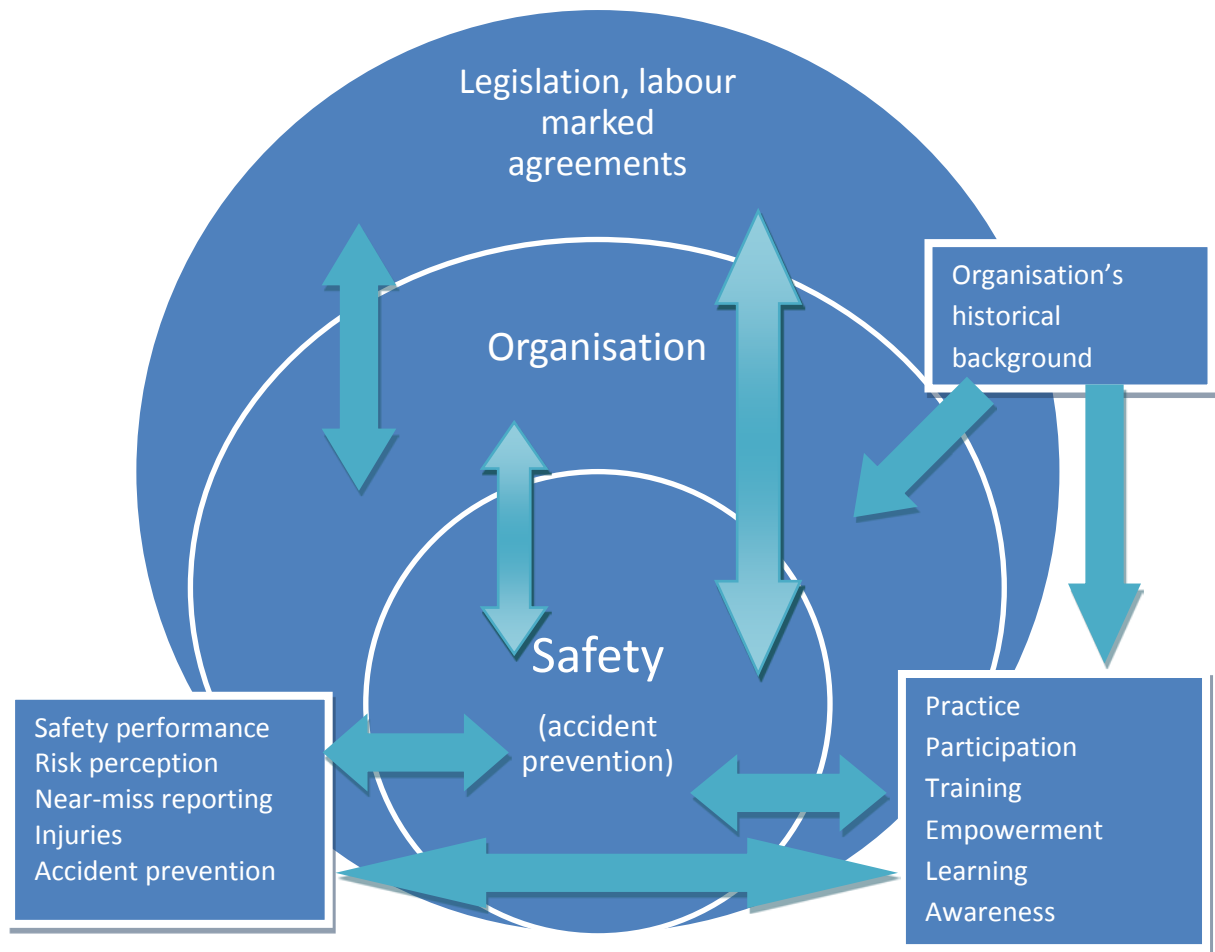 Legislation, labour
marked
agreements
Organisation's
historical
background
Organisation
Safety
(accident
prevention)
Safety performance
Risk perception
Near-miss reporting
Injuries
Accident prevention
Practice
Participation
Training
Empowerment
Learning
Awareness